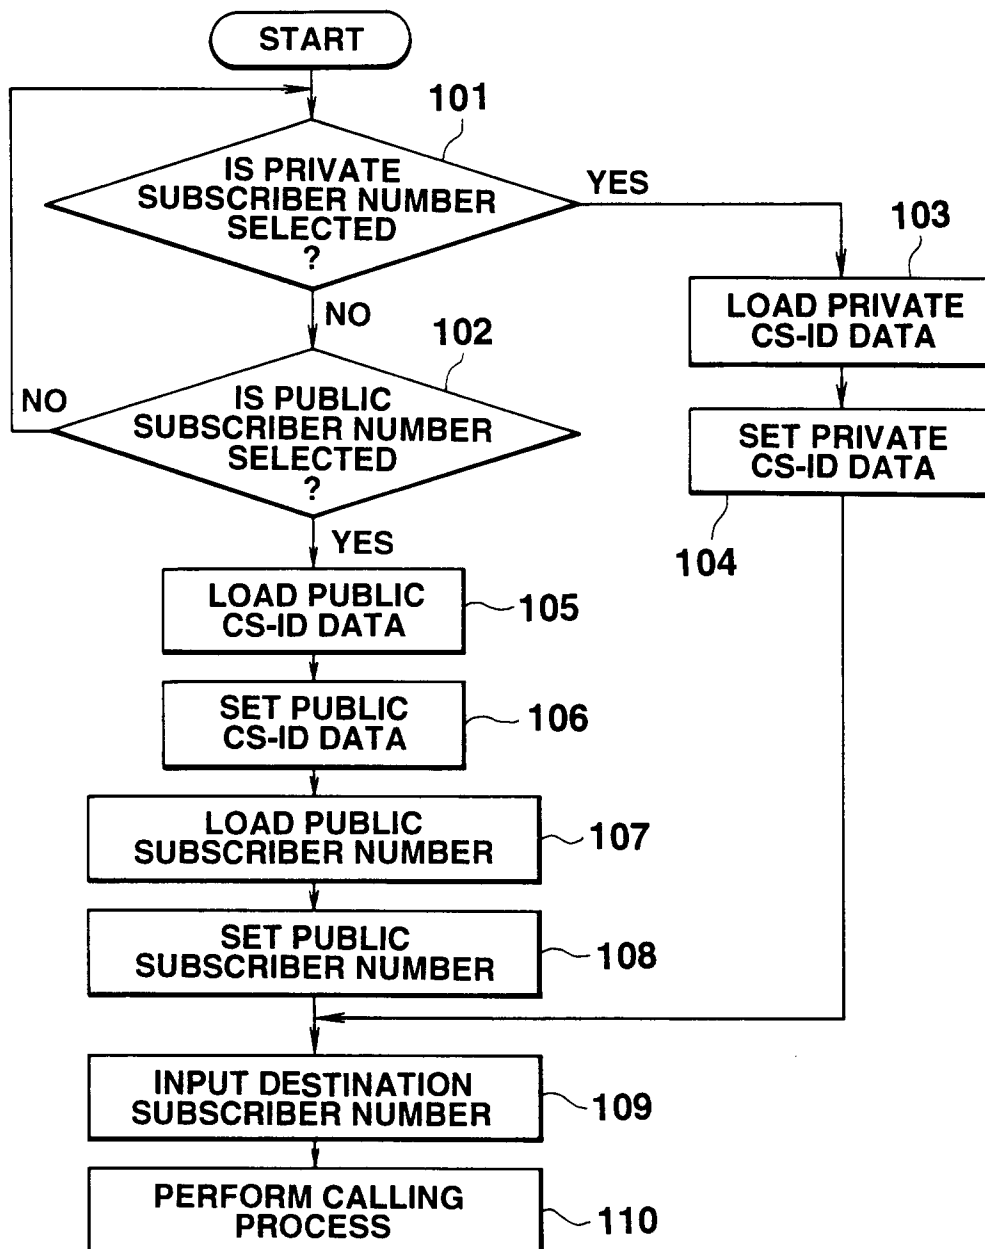 START
101
IS PRIVATE
SUBSCRIBER NUMBER
SELECTED
?
YES
NO
103
LOAD PRIVATE
CS-ID DATA
102
IS PUBLIC
SUBSCRIBER NUMBER
SELECTED
?
NO
YES
SET PRIVATE
CS-ID DATA
104
LOAD PUBLIC
CS-ID DATA
105
SET PUBLIC
CS-ID DATA
106
LOAD PUBLIC
SUBSCRIBER NUMBER
107
SET PUBLIC
SUBSCRIBER NUMBER
108
INPUT DESTINATION
SUBSCRIBER NUMBER
109
PERFORM CALLING
PROCESS
110